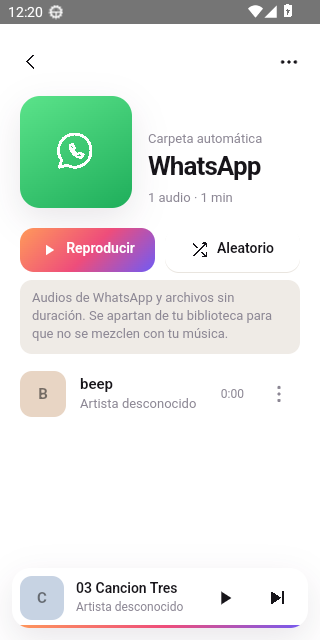 12:20
Carpeta automática
WhatsApp
1 audio · 1 min
Reproducir
Aleatorio
Audios de WhatsApp y archivos sin
duración. Se apartan de tu biblioteca para
que no se mezclen con tu música.
B
beep
Artista desconocido
0:00
C
03 Cancion Tres
Artista desconocido